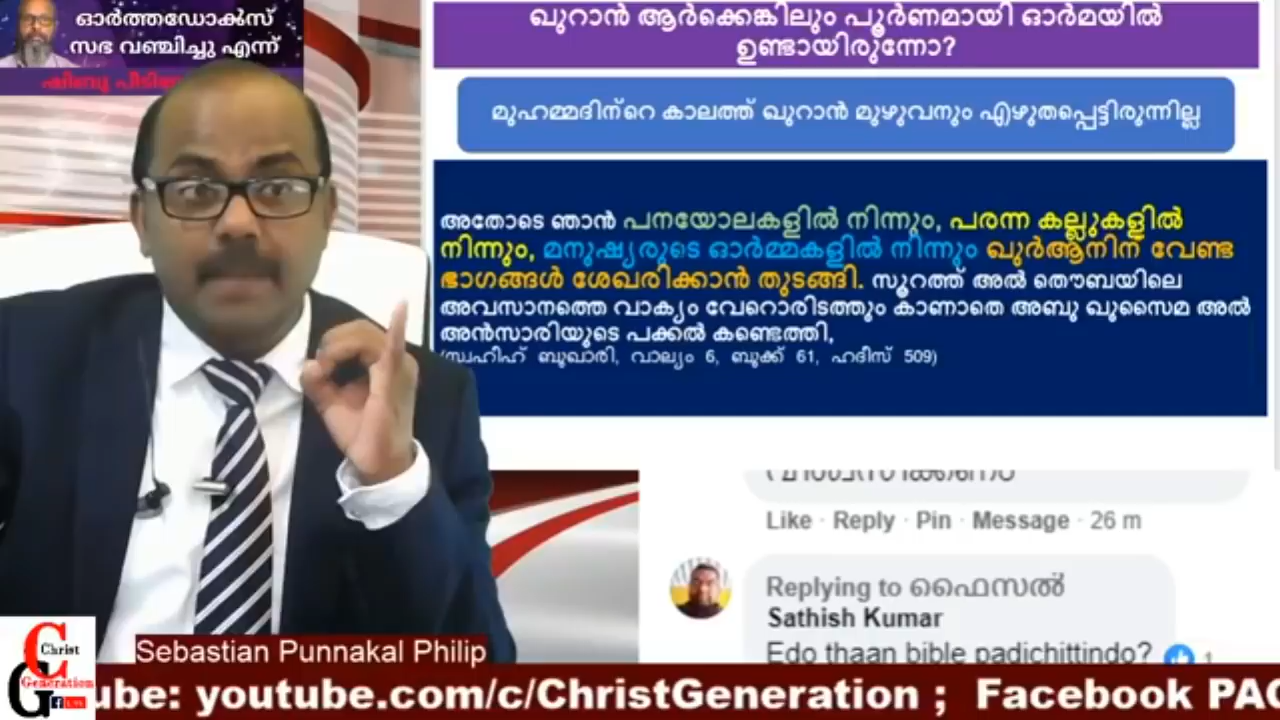 ഓർത്തഡോക്സ്
സഭ വഞ്ചിച്ചു എന്ന്
ഷിബു
ഖുറാൻ ആർക്കെങ്കിലും പൂർണമായി ഓർമയിൽ
ഉണ്ടായിരുന്നോ?
മുഹമ്മദിന്റെ കാലത്ത് ഖുറാൻ മുഴുവനും എഴുതപ്പെട്ടിരുന്നില്ല
അതോടെ ഞാൻ പനയോലകളിൽ നിന്നും, പരന്ന കല്ലുകളിൽ
നിന്നും, മനുഷ്യരുടെ ഓർമ്മകളിൽ നിന്നും ഖുർആനിന് വേണ്ട
ഭാഗങ്ങൾ ശേഖരിക്കാൻ തുടങ്ങി. സൂറത്ത് അൽ തൌബയിലെ
അവസാനത്തെ വാക്യം വേറൊരിടത്തും കാണാതെ അബു ഖുസൈമ അൽ
അൻസാരിയുടെ പക്കൽ കണ്ടെത്തി,
(സ്വഹീഹ് ബുഖാരി, വാല്യം 6, ബുക്ക് 61, ഹദീസ് 509)
Like · Reply · Pin · Message · 26 m
Replying to ഫൈസൽ
Sathish Kumar
Edo thaan bible padichittindo?
1
Sebastian Punnakal Philip
Christ
Generation
ube: youtube.com/c/ChristGeneration ; Facebook PAG